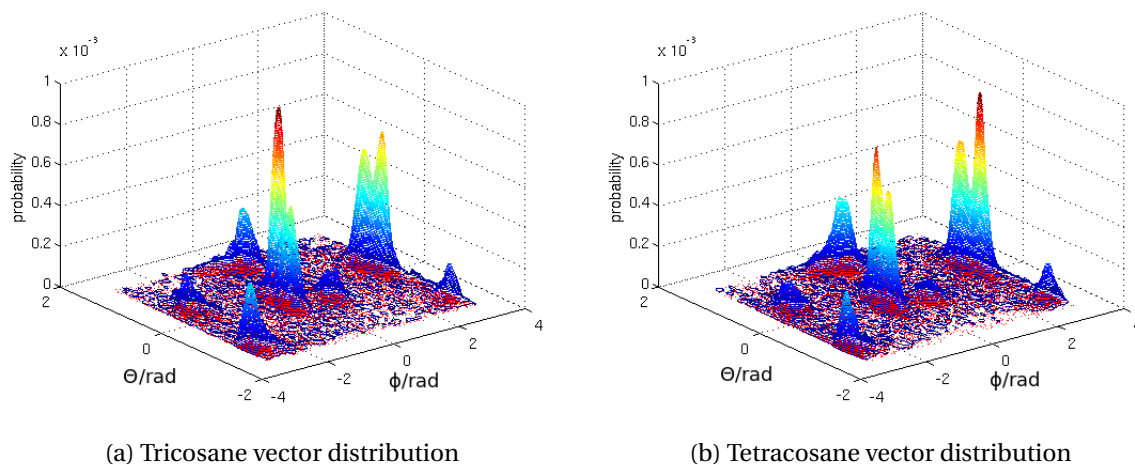 x 10⁻³
1
0.8
0.6
0.4
0.2
0
probability
2
0
-2
Θ/rad
-4
-2
0
2
4
ϕ/rad
(a) Tricosane vector distribution
x 10⁻³
1
0.8
0.6
0.4
0.2
0
probability
2
0
-2
Θ/rad
-4
-2
0
2
ϕ/rad
(b) Tetracosane vector distribution